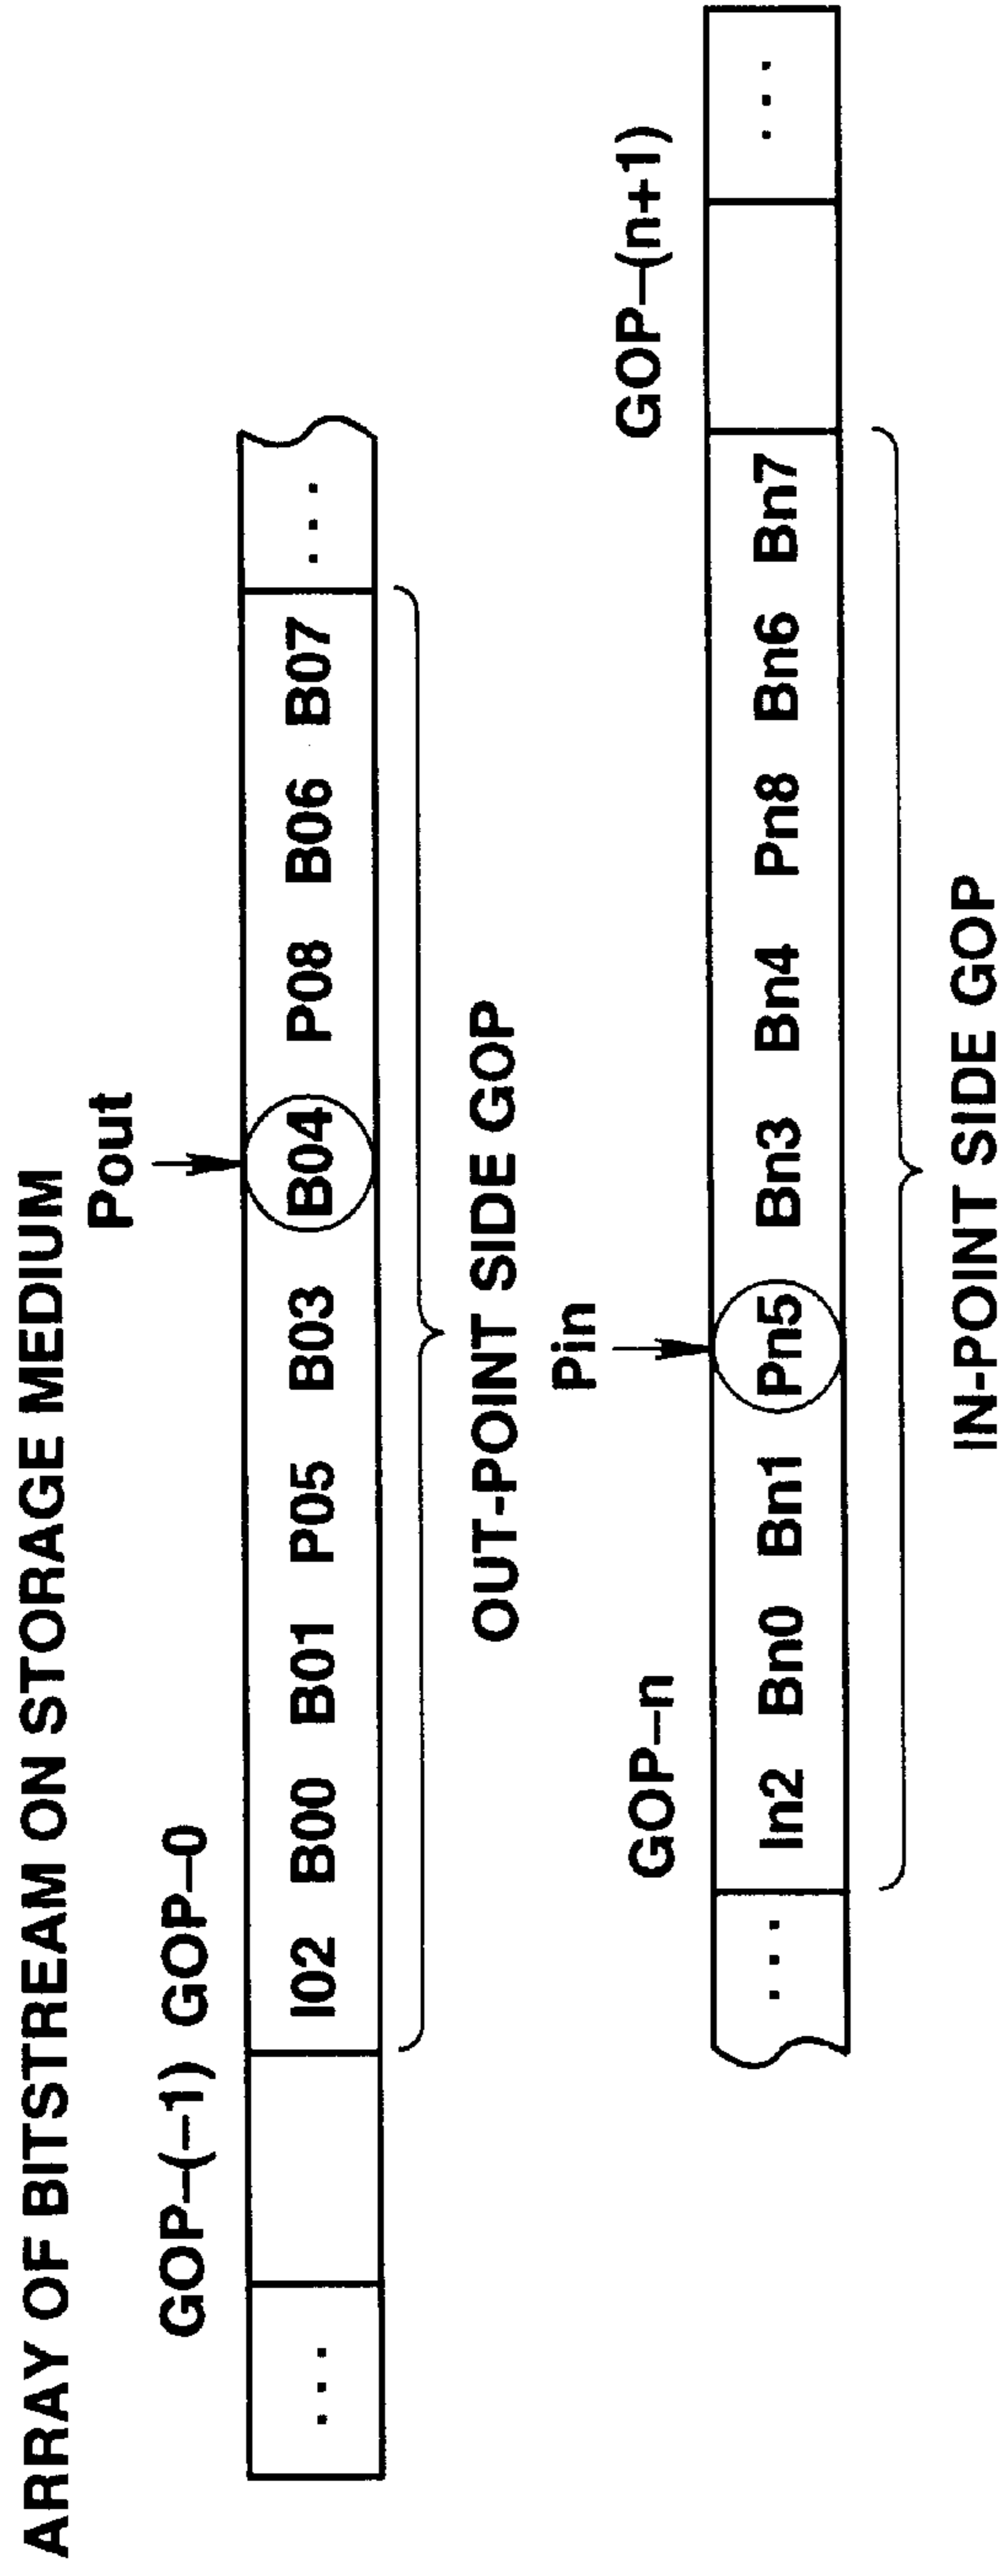 ARRAY OF BITSTREAM ON STORAGE MEDIUM
Pout
GOP–(–1) GOP–0
... I02 B00 B01 P05 B03 B04 P08 B06 B07 ...
OUT-POINT SIDE GOP
Pin
GOP–n GOP–(n+1)
... In2 Bn0 Bn1 Pn5 Bn3 Bn4 Pn8 Bn6 Bn7 ...
IN-POINT SIDE GOP